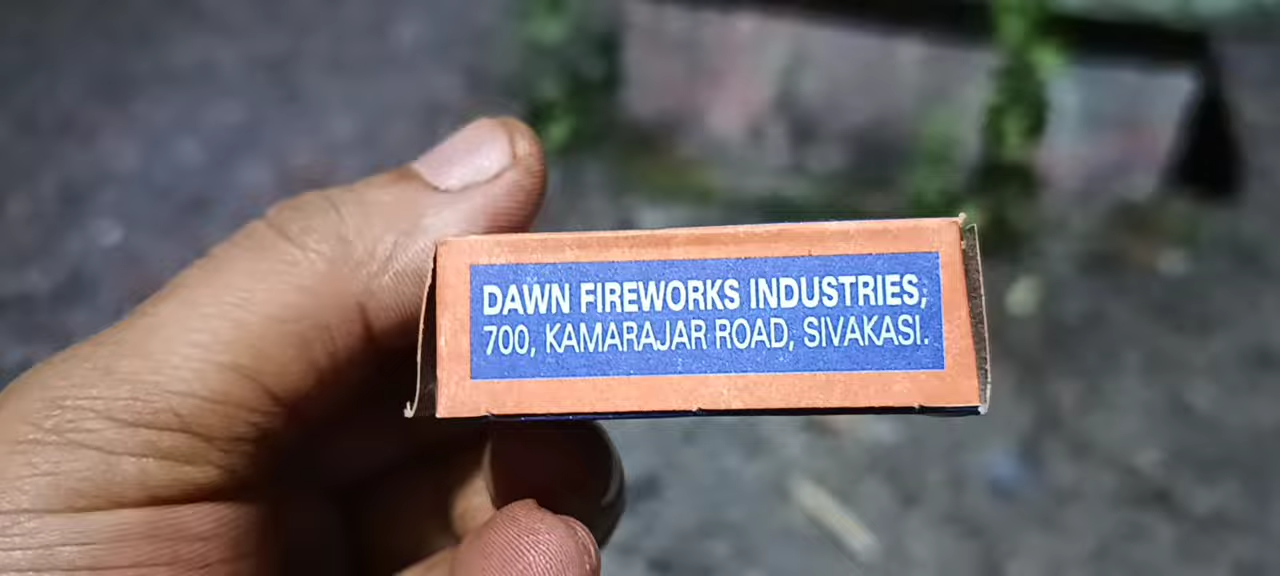 DAWN FIREWORKS INDUSTRIES,
700, KAMARAJAR ROAD, SIVAKASI.